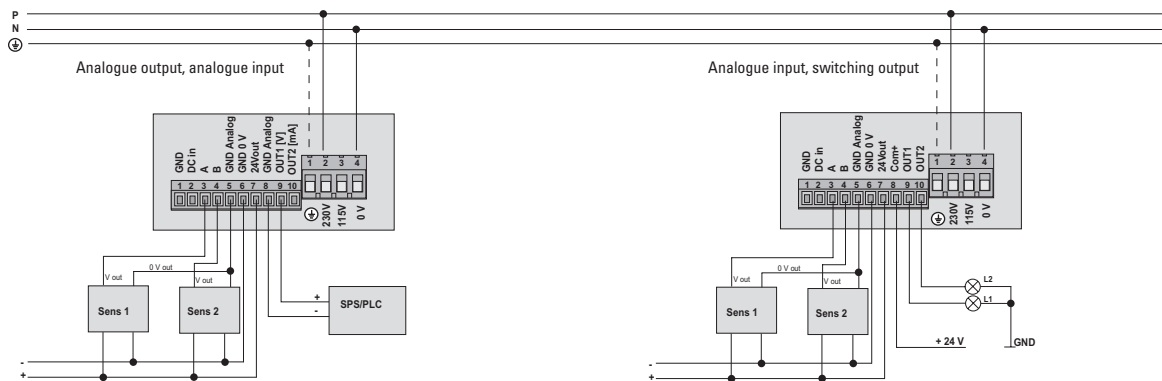 P
N
Analogue output, analogue input
GND
DC in
A
B
GND Analog
GND 0 V
24Vout
GND Analog
OUT1 [V]
OUT2 [mA]
1 2 3 4 5 6 7 8 9 10
1 2 3 4
230V
115V
0 V
V out
0 V out
V out
Sens 1
Sens 2
+
-
SPS/PLC
-
+
Analogue input, switching output
GND
DC in
A
B
GND Analog
GND 0 V
24Vout
Com+
OUT1
OUT2
1 2 3 4 5 6 7 8 9 10
1 2 3 4
230V
115V
0 V
V out
0 V out
V out
Sens 1
Sens 2
L2
L1
+ 24 V
GND
-
+